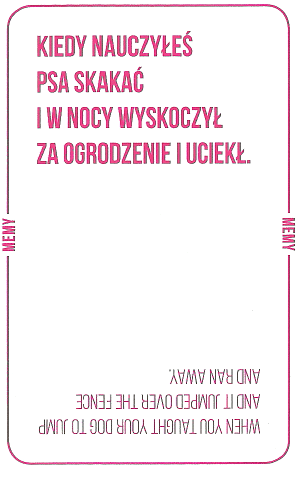 KIEDY NAUCZYŁEŚ
PSA SKAKAĆ
I W NOCY WYSKOCZYŁ
ZA OGRODZENIE I UCIEKŁ.
MEMY
MEMY
WHEN YOU TAUGHT YOUR DOG TO JUMP
AND IT JUMPED OVER THE FENCE
AND RAN AWAY.